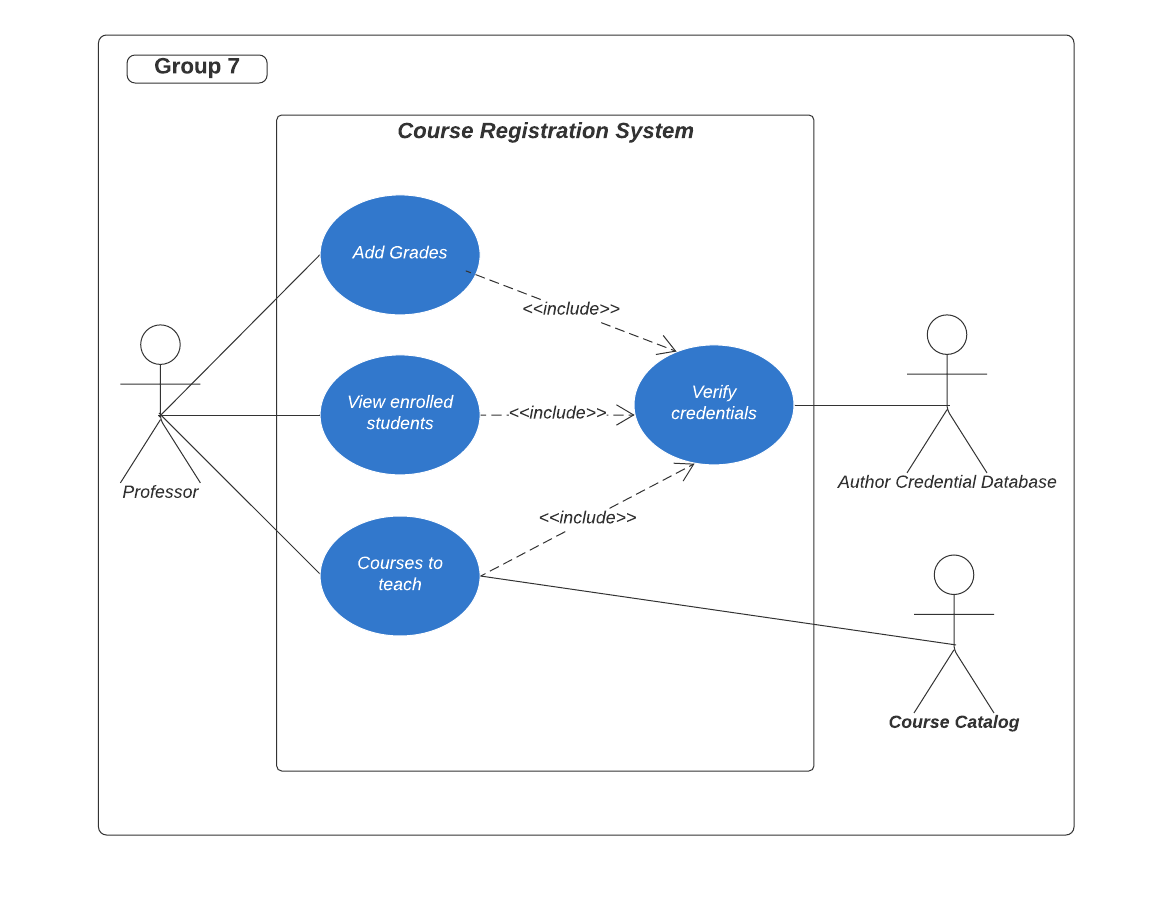 Group 7
Course Registration System
Add Grades
<<include>>
View enrolled
students
<<include>>
Verify
credentials
Professor
Author Credential Database
<<include>>
Courses to
teach
Course Catalog